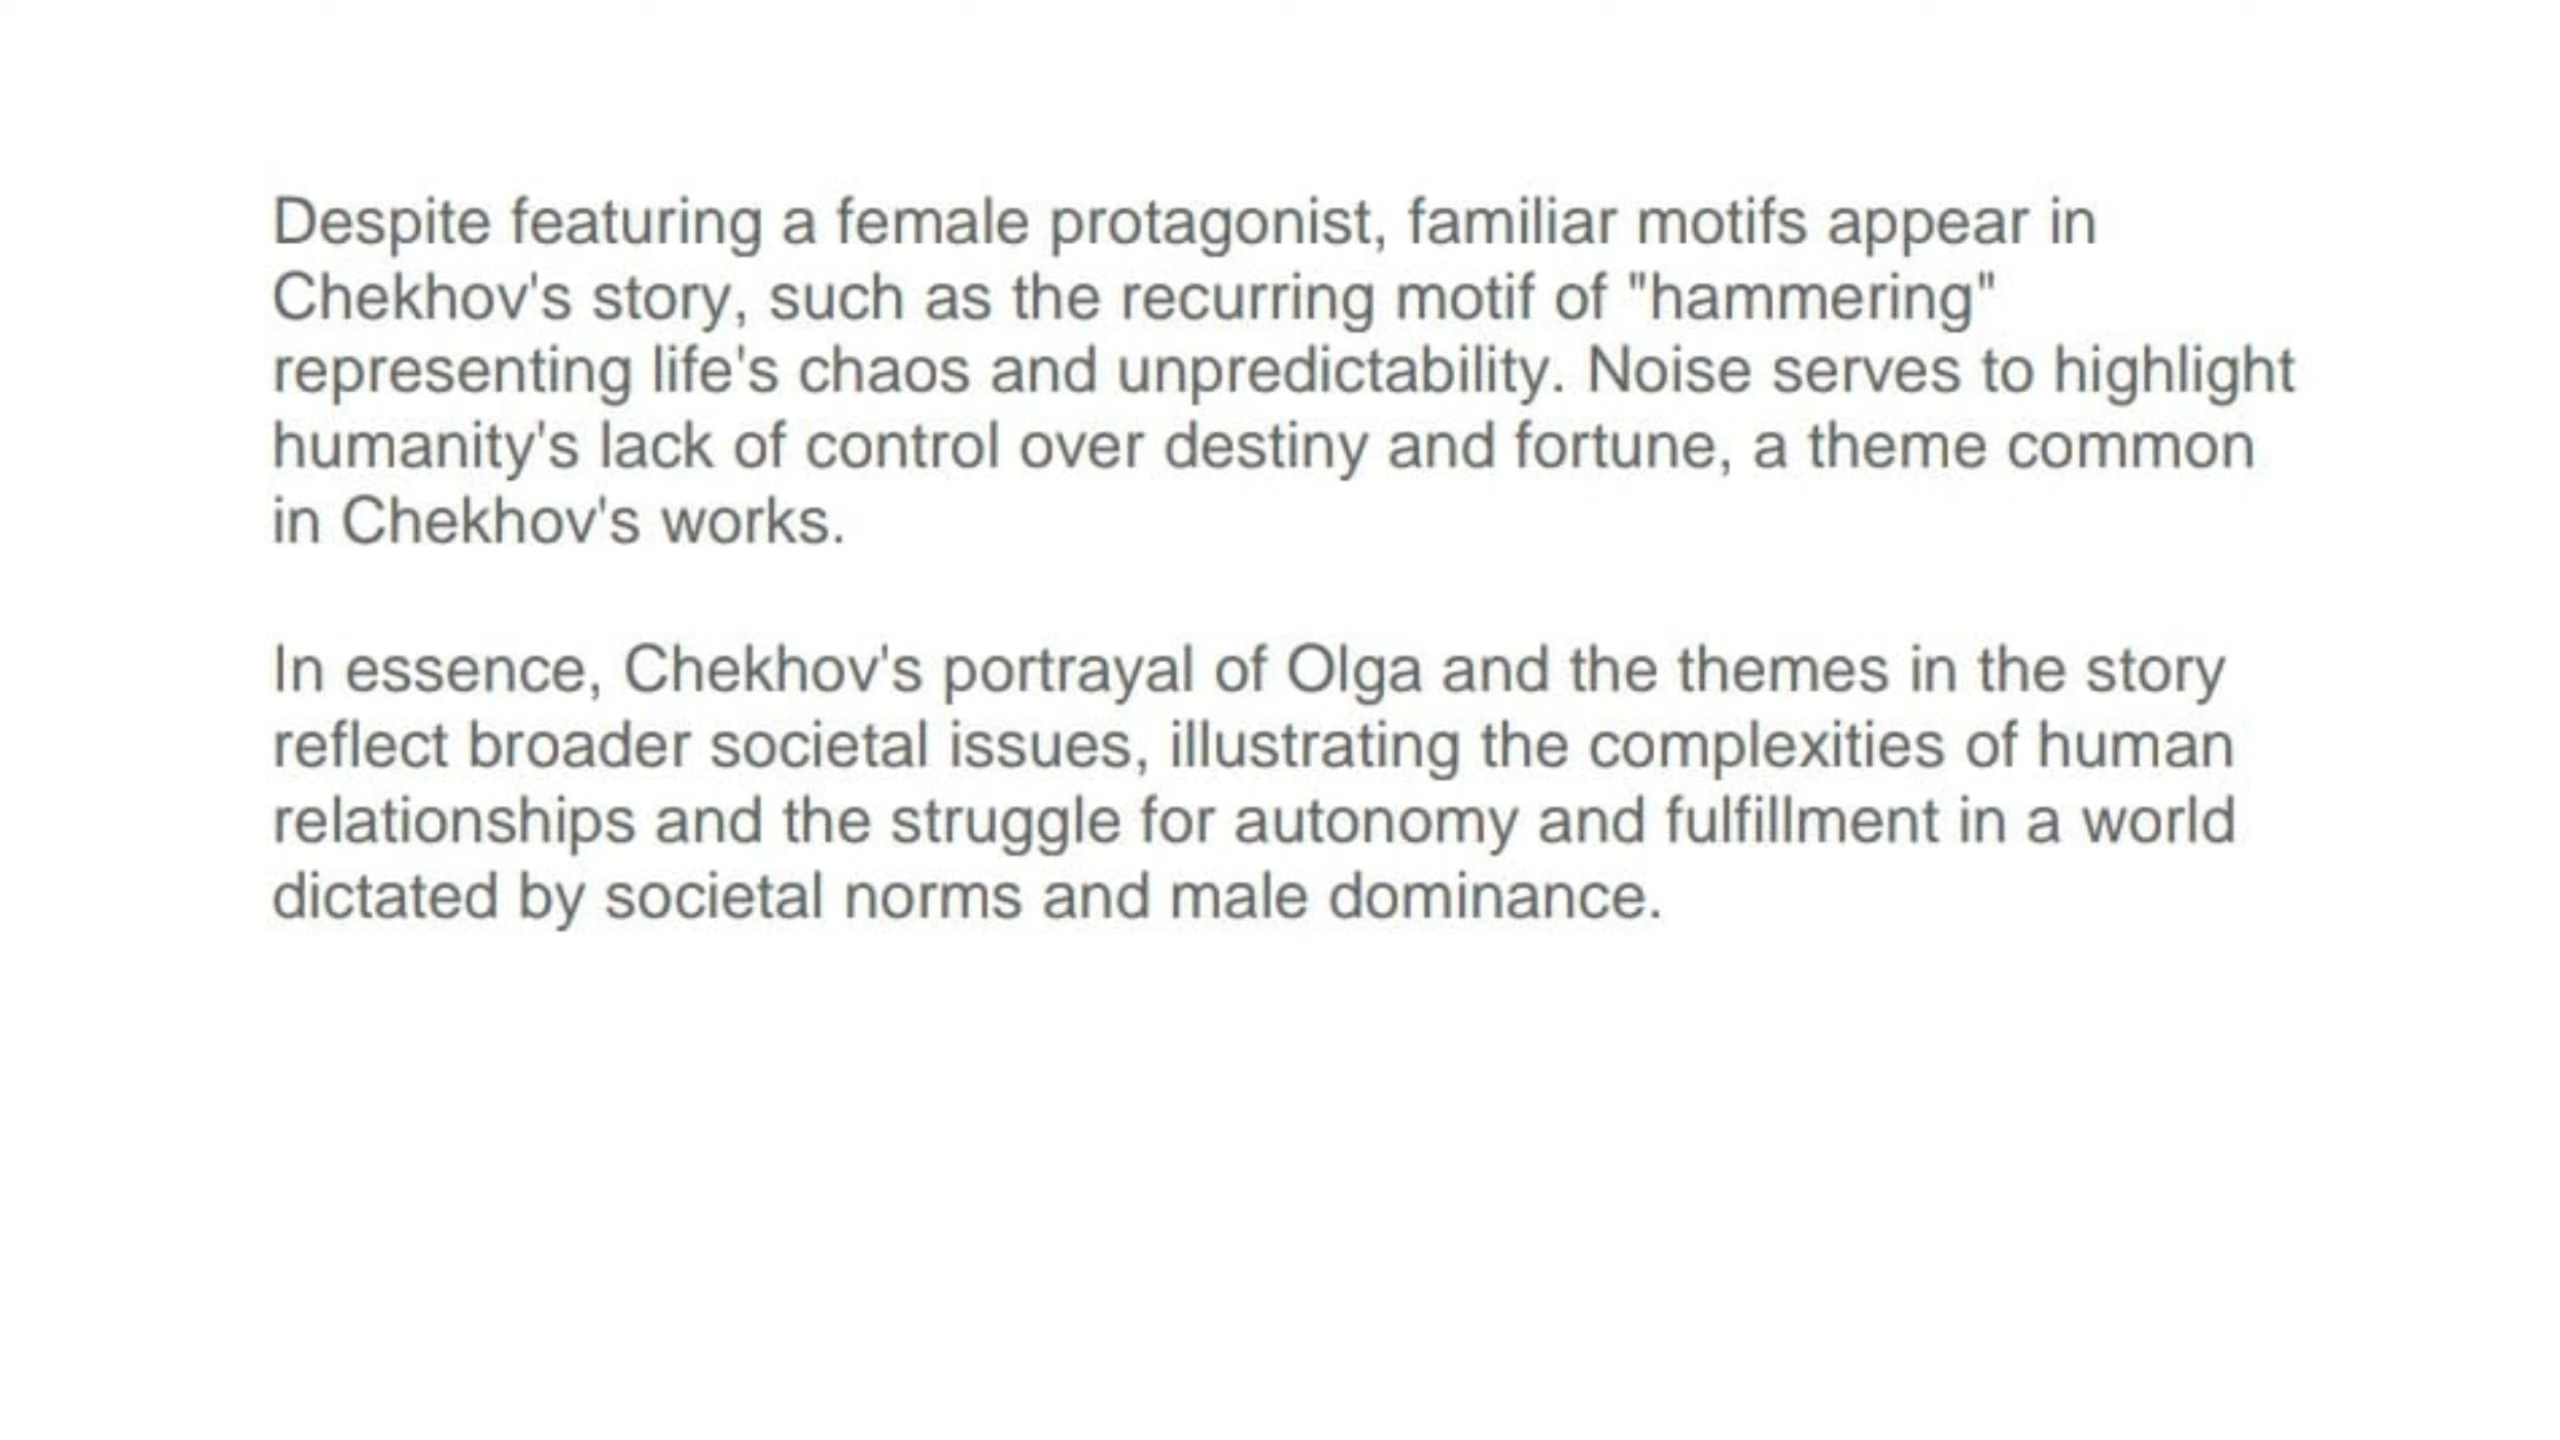 Despite featuring a female protagonist, familiar motifs appear in
Chekhov's story, such as the recurring motif of "hammering"
representing life's chaos and unpredictability. Noise serves to highlight
humanity's lack of control over destiny and fortune, a theme common
in Chekhov's works.
In essence, Chekhov's portrayal of Olga and the themes in the story
reflect broader societal issues, illustrating the complexities of human
relationships and the struggle for autonomy and fulfillment in a world
dictated by societal norms and male dominance.